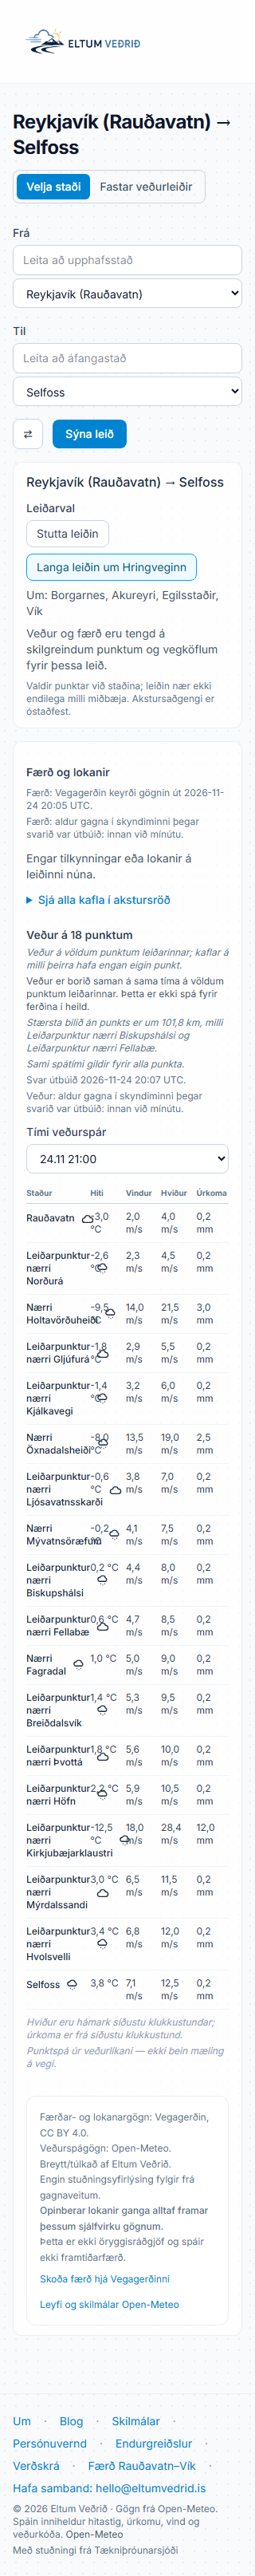 ELTUM VEÐRIÐ
Reykjavík (Rauðavatn) →
Selfoss
Velja staði Fastar veðurleiðir
Frá
Leita að upphafsstað
Reykjavík (Rauðavatn)
Til
Leita að áfangastað
Selfoss
⇄ Sýna leið
Reykjavík (Rauðavatn) → Selfoss
Leiðarval
Stutta leiðin
Langa leiðin um Hringveginn
Um: Borgarnes, Akureyri, Egilsstaðir,
Vík
Veður og færð eru tengd á
skilgreindum punktum og vegköflum
fyrir þessa leið.
Valdir punktar við staðina; leiðin nær ekki
endilega milli miðbæja. Akstursaðgengi er
óstaðfest.
Færð og lokanir
Færð: Vegagerðin keyrði gögnin út 2026-11-
24 20:05 UTC.
Færð: aldur gagna í skyndiminni þegar
svarið var útbúið: innan við mínútu.
Engar tilkynningar eða lokanir á
leiðinni núna.
▶ Sjá alla kafla í akstursröð
Veður á 18 punktum
Veður á völdum punktum leiðarinnar; kaflar á
milli þeirra hafa engan eigin punkt.
Veður er borið saman á sama tíma á völdum
punktum leiðarinnar. Þetta er ekki spá fyrir
ferðina í heild.
Stærsta bilið án punkts er um 101,8 km, milli
Leiðarpunktur nærri Biskupshálsi og
Leiðarpunktur nærri Fellabæ.
Sami spátími gildir fyrir alla punkta.
Svar útbúið 2026-11-24 20:07 UTC.
Veður: aldur gagna í skyndiminni þegar
svarið var útbúið: innan við mínútu.
Tími veðurspár
24.11 21:00
Staður Hiti Vindur Hviður Úrkoma
Rauðavatn -3,0 °C 2,0 m/s 4,0 m/s 0,2 mm
Leiðarpunktur nærri Norðurá -2,6 °C 2,3 m/s 4,5 m/s 0,2 mm
Nærri Holtavörðuheiði -9,5 °C 14,0 m/s 21,5 m/s 3,0 mm
Leiðarpunktur nærri Gljúfurá -1,8 °C 2,9 m/s 5,5 m/s 0,2 mm
Leiðarpunktur nærri Kjálkavegi -1,4 °C 3,2 m/s 6,0 m/s 0,2 mm
Nærri Öxnadalsheiði -8,0 °C 13,5 m/s 19,0 m/s 2,5 mm
Leiðarpunktur nærri Ljósavatnsskarði -0,6 °C 3,8 m/s 7,0 m/s 0,2 mm
Nærri Mývatnsöræfum -0,2 °C 4,1 m/s 7,5 m/s 0,2 mm
Leiðarpunktur nærri Biskupshálsi 0,2 °C 4,4 m/s 8,0 m/s 0,2 mm
Leiðarpunktur nærri Fellabæ 0,6 °C 4,7 m/s 8,5 m/s 0,2 mm
Nærri Fagradal 1,0 °C 5,0 m/s 9,0 m/s 0,2 mm
Leiðarpunktur nærri Breiðdalsvík 1,4 °C 5,3 m/s 9,5 m/s 0,2 mm
Leiðarpunktur nærri Þvottá 1,8 °C 5,6 m/s 10,0 m/s 0,2 mm
Leiðarpunktur nærri Höfn 2,2 °C 5,9 m/s 10,5 m/s 0,2 mm
Leiðarpunktur nærri Kirkjubæjarklaustri -12,5 °C 18,0 m/s 28,4 m/s 12,0 mm
Leiðarpunktur nærri Mýrdalssandi 3,0 °C 6,5 m/s 11,5 m/s 0,2 mm
Leiðarpunktur nærri Hvolsvelli 3,4 °C 6,8 m/s 12,0 m/s 0,2 mm
Selfoss 3,8 °C 7,1 m/s 12,5 m/s 0,2 mm
Hviður eru hámark síðustu klukkustundar;
úrkoma er frá síðustu klukkustund.
Punktspá úr veðurlíkani — ekki bein mæling
á vegi.
Færðar- og lokanargögn: Vegagerðin,
CC BY 4.0.
Veðurspágögn: Open-Meteo.
Breytt/túlkað af Eltum Veðrið.
Engin stuðningsyfirlýsing fylgir frá
gagnaveitum.
Opinberar lokanir ganga alltaf framar
þessum sjálfvirku gögnum.
Þetta er ekki öryggisráðgjöf og spáir
ekki framtíðarfærð.
Skoða færð hjá Vegagerðinni
Leyfi og skilmálar Open-Meteo
Um · Blog · Skilmálar ·
Persónuvernd · Endurgreiðslur ·
Verðskrá · Færð Rauðavatn–Vík ·
Hafa samband: hello@eltumvedrid.is
© 2026 Eltum Veðrið · Gögn frá Open-Meteo.
Spáin inniheldur hitastig, úrkomu, vind og
veðurkóða. Open-Meteo
Með stuðningi frá Tækniþróunarsjóði